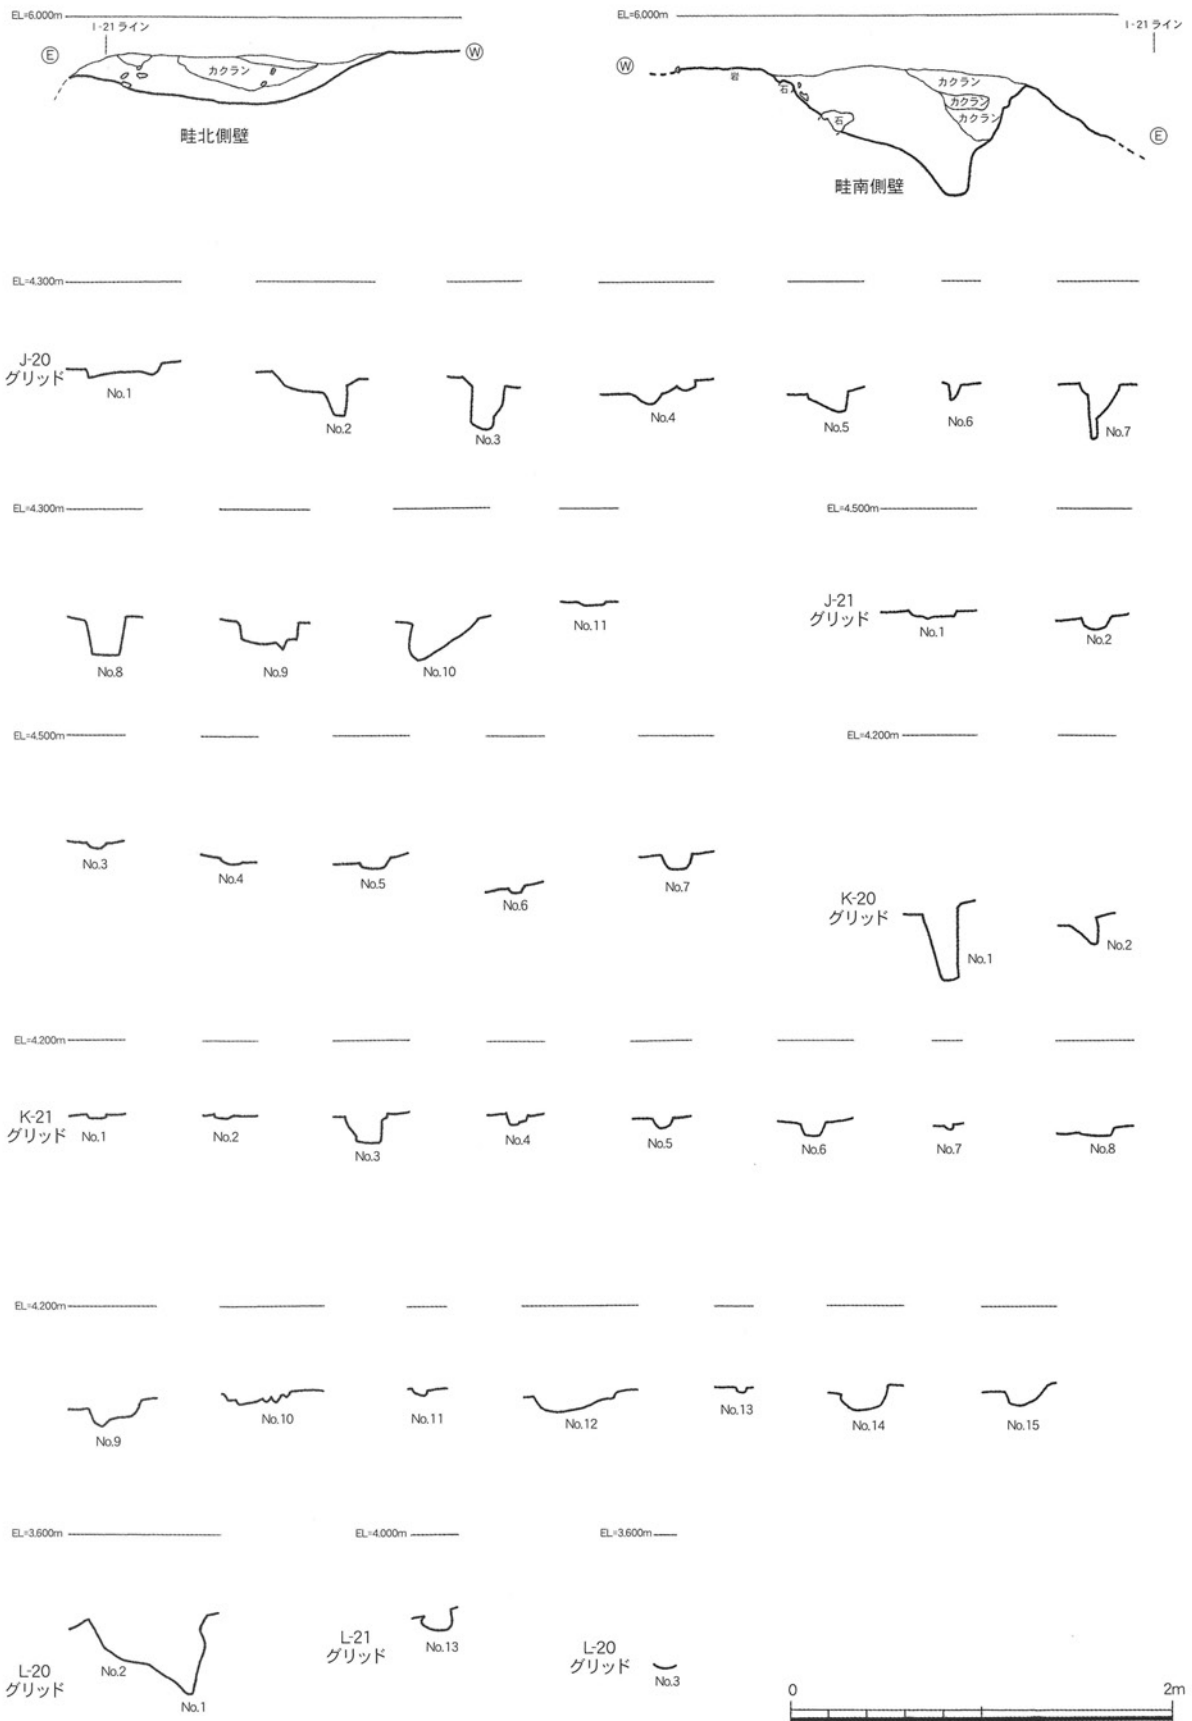 EL=6.000m
I-21 ライン
Ⓔ
Ⓦ
カクラン
畦北側壁
EL=6.000m
I-21 ライン
Ⓦ
岩
石
石
カクラン
カクラン
カクラン
Ⓔ
畦南側壁
EL=4.300m
J-20
グリッド
No.1
No.2
No.3
No.4
No.5
No.6
No.7
EL=4.300m
No.8
No.9
No.10
No.11
EL=4.500m
J-21
グリッド
No.1
No.2
EL=4.500m
No.3
No.4
No.5
No.6
No.7
EL=4.200m
K-20
グリッド
No.1
No.2
EL=4.200m
K-21
グリッド
No.1
No.2
No.3
No.4
No.5
No.6
No.7
No.8
EL=4.200m
No.9
No.10
No.11
No.12
No.13
No.14
No.15
EL=3.600m
L-20
グリッド
No.2
No.1
EL=4.000m
L-21
グリッド
No.13
EL=3.600m
L-20
グリッド
No.3
0
2m